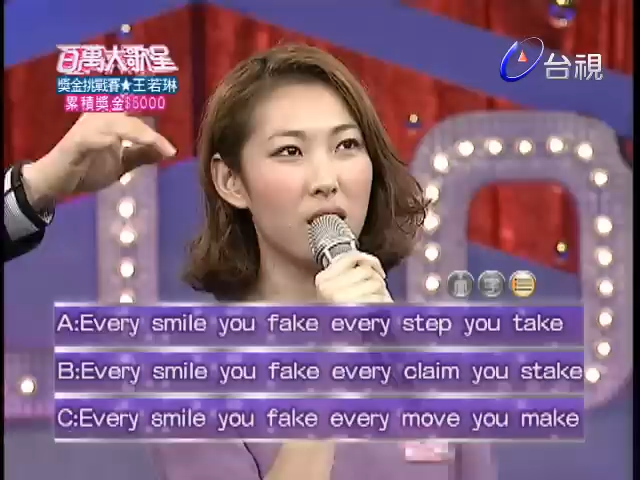 百萬大歌星
獎金挑戰賽★王若琳
累積獎金$5000
台視
A:Every smile you fake every step you take
B:Every smile you fake every claim you stake
C:Every smile you fake every move you make